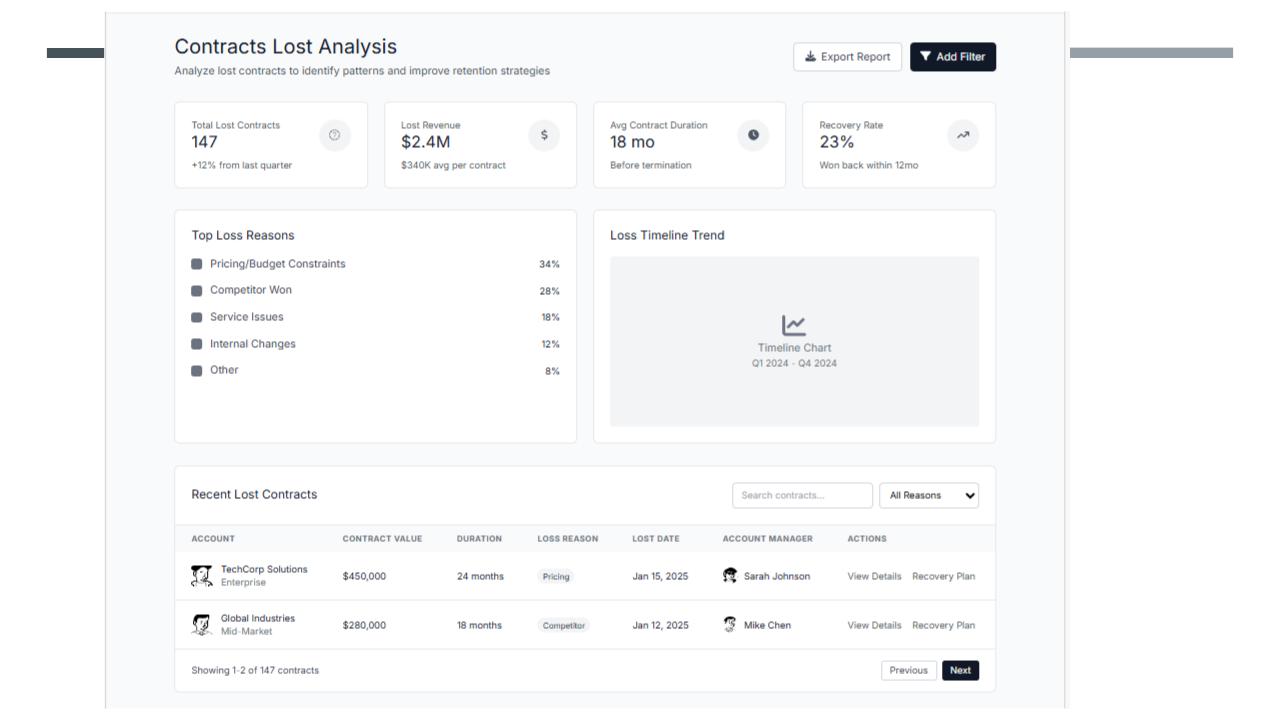 Contracts Lost Analysis
Analyze lost contracts to identify patterns and improve retention strategies
Export Report
Add Filter
Total Lost Contracts
147
+12% from last quarter
Lost Revenue
$2.4M
$340K avg per contract
$
Avg Contract Duration
18 mo
Before termination
Recovery Rate
23%
Won back within 12mo
Top Loss Reasons
Pricing/Budget Constraints 34%
Competitor Won 28%
Service Issues 18%
Internal Changes 12%
Other 8%
Loss Timeline Trend
Timeline Chart
Q1 2024 - Q4 2024
Recent Lost Contracts
Search contracts...
All Reasons
ACCOUNT CONTRACT VALUE DURATION LOSS REASON LOST DATE ACCOUNT MANAGER ACTIONS
TechCorp Solutions
Enterprise
$450,000 24 months Pricing Jan 15, 2025 Sarah Johnson View Details Recovery Plan
Global Industries
Mid-Market
$280,000 18 months Competitor Jan 12, 2025 Mike Chen View Details Recovery Plan
Showing 1-2 of 147 contracts
Previous
Next